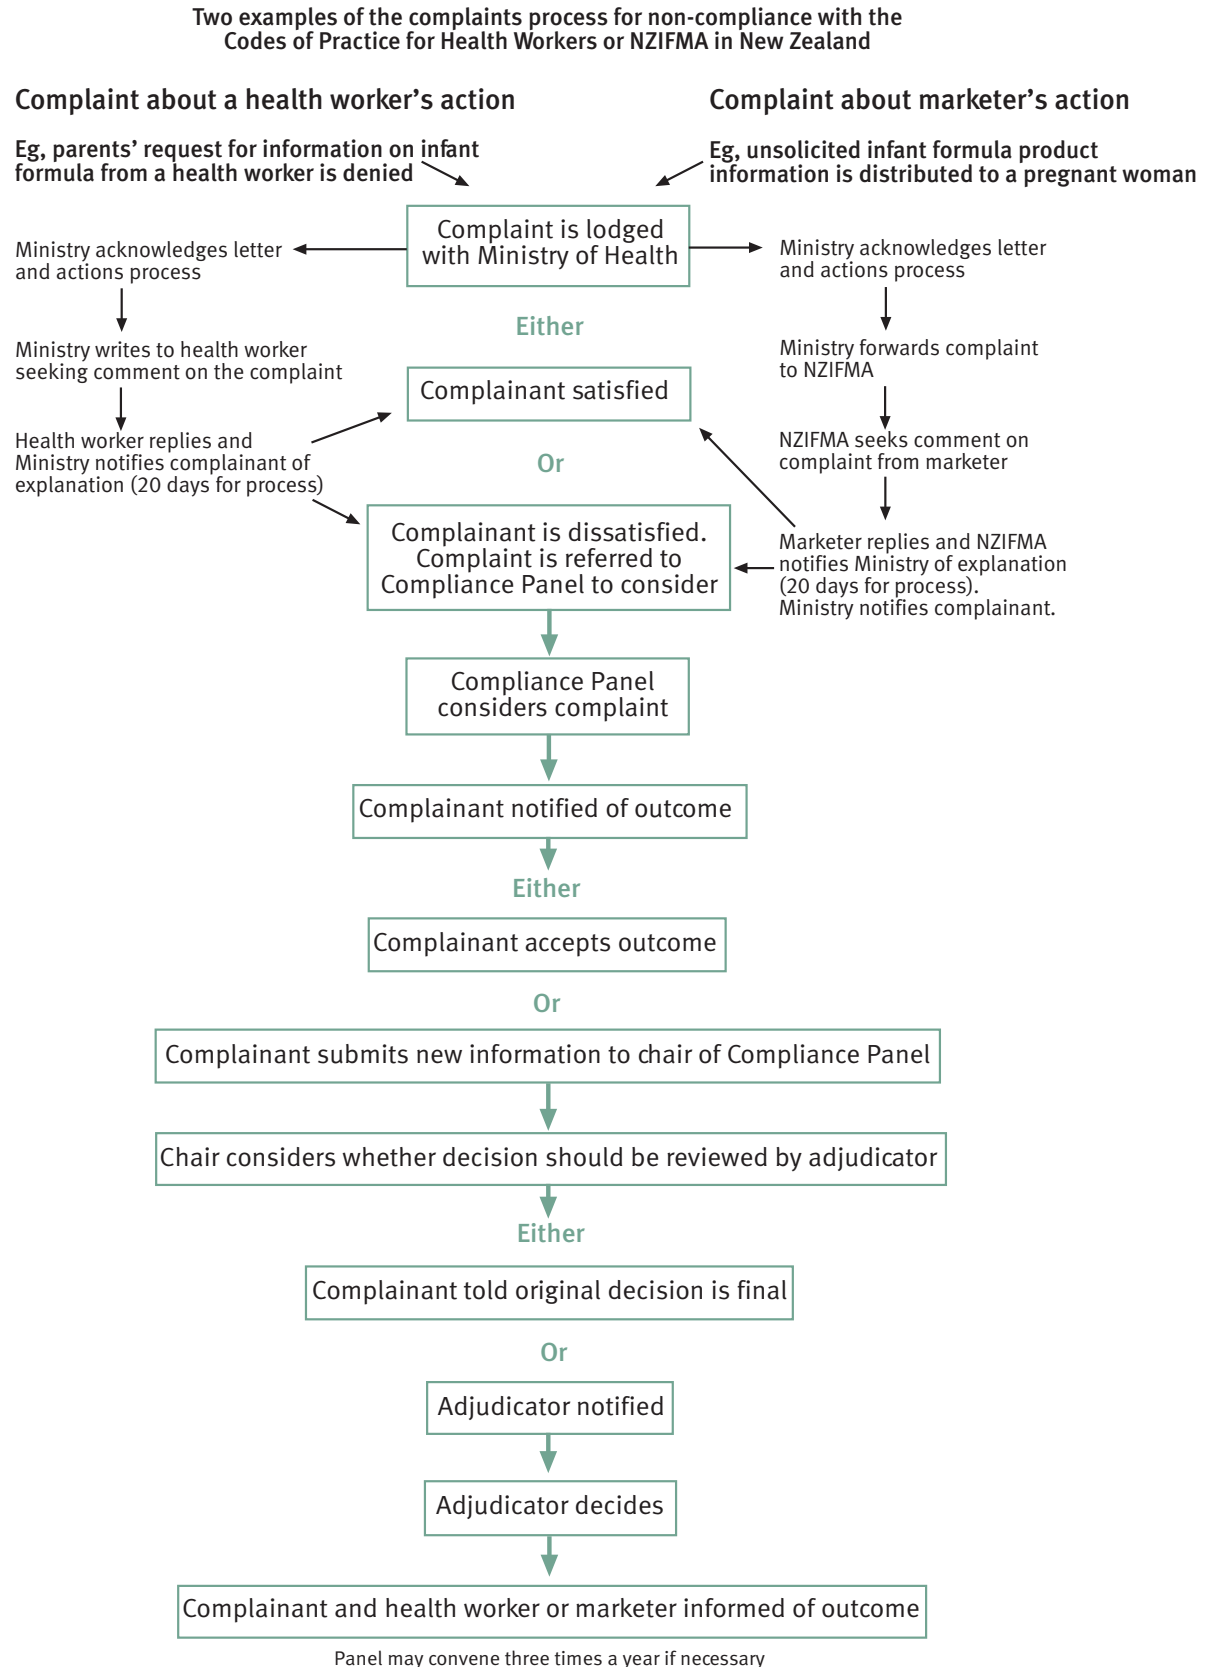 Two examples of the complaints process for non-compliance with the
Codes of Practice for Health Workers or NZIFMA in New Zealand
Complaint about a health worker’s action
Eg, parents’ request for information on infant
formula from a health worker is denied
Complaint about marketer’s action
Eg, unsolicited infant formula product
information is distributed to a pregnant woman
Complaint is lodged
with Ministry of Health
Ministry acknowledges letter
and actions process
Ministry writes to health worker
seeking comment on the complaint
Health worker replies and
Ministry notifies complainant of
explanation (20 days for process)
Ministry acknowledges letter
and actions process
Ministry forwards complaint
to NZIFMA
NZIFMA seeks comment on
complaint from marketer
Marketer replies and NZIFMA
notifies Ministry of explanation
(20 days for process).
Ministry notifies complainant.
Either
Complainant satisfied
Or
Complainant is dissatisfied.
Complaint is referred to
Compliance Panel to consider
Compliance Panel
considers complaint
Complainant notified of outcome
Either
Complainant accepts outcome
Or
Complainant submits new information to chair of Compliance Panel
Chair considers whether decision should be reviewed by adjudicator
Either
Complainant told original decision is final
Or
Adjudicator notified
Adjudicator decides
Complainant and health worker or marketer informed of outcome
Panel may convene three times a year if necessary